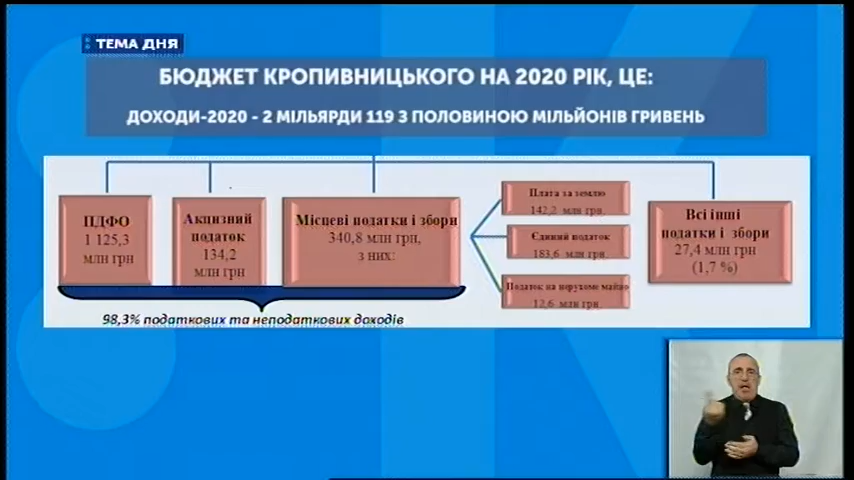 ТЕМА ДНЯ
БЮДЖЕТ КРОПИВНИЦЬКОГО НА 2020 РІК, ЦЕ:
ДОХОДИ-2020 - 2 МІЛЬЯРДИ 119 З ПОЛОВИНОЮ МІЛЬЙОНІВ ГРИВЕНЬ
ПДФО
1 125,3
млн грн
Акцизний
податок
134,2
млн грн
Місцеві податки і збори
340,8 млн грн,
з них:
Плата за землю
142,2 млн грн
Єдиний податок
183,6 млн грн
Податок на нерухоме майно
12,6 млн грн
Всі інші
податки і збори
27,4 млн грн
(1,7 %)
98,3% податкових та неподаткових доходів